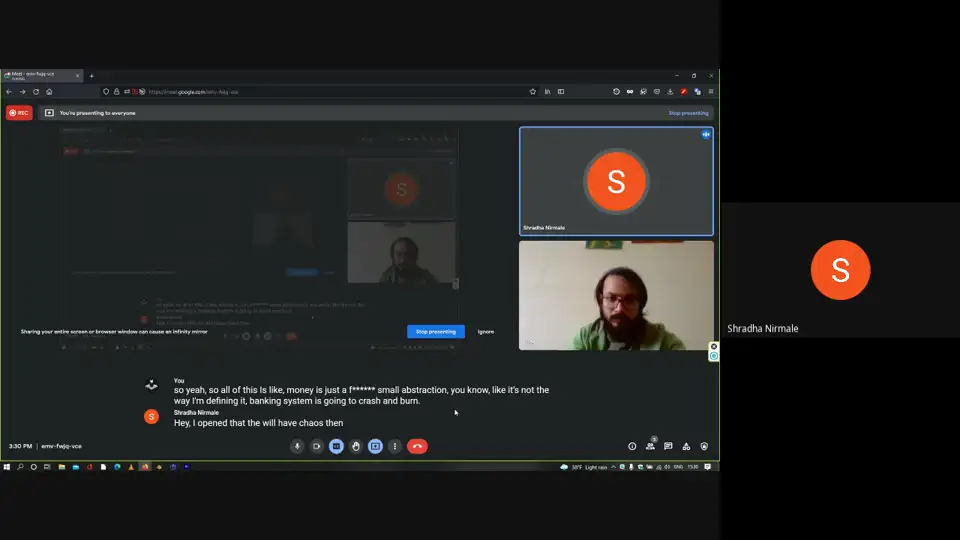 Meet - emv-fwjq-vce
https://meet.google.com/emv-fwjq-vce
REC
You're presenting to everyone
Stop presenting
S
S
Shradha Nirmale
S
Shradha Nirmale
Sharing your entire screen or browser window can cause an infinity mirror
Stop presenting
Ignore
You
so yeah, so all of this Is like, money is just a f****** small abstraction, you know, like it's not the
way I'm defining it, banking system is going to crash and burn.
S
Shradha Nirmale
Hey, I opened that the will have chaos then
3:30 PM | emv-fwjq-vce
Light rain
ENG
15:30